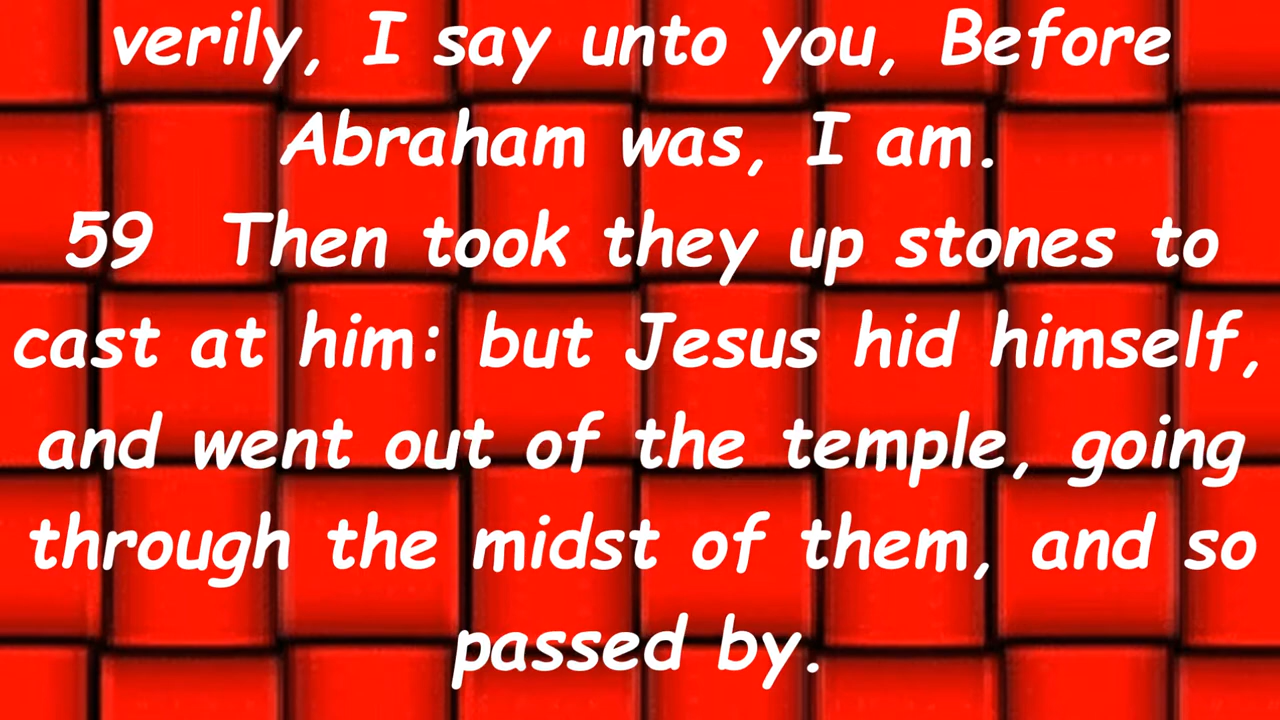 verily, I say unto you, Before
Abraham was, I am.
59 Then took they up stones to
cast at him: but Jesus hid himself,
and went out of the temple, going
through the midst of them, and so
passed by.